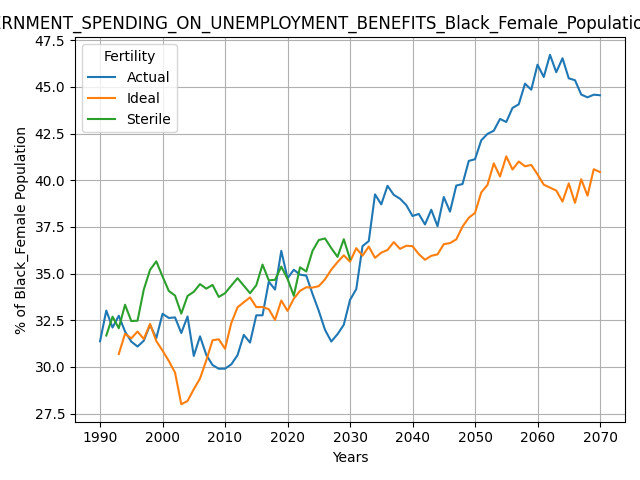 ERNMENT_SPENDING_ON_UNEMPLOYMENT_BENEFITS_Black_Female_Population
Fertility
Actual
Ideal
Sterile
% of Black_Female Population
47.5
45.0
42.5
40.0
37.5
35.0
32.5
30.0
27.5
1990 2000 2010 2020 2030 2040 2050 2060 2070
Years